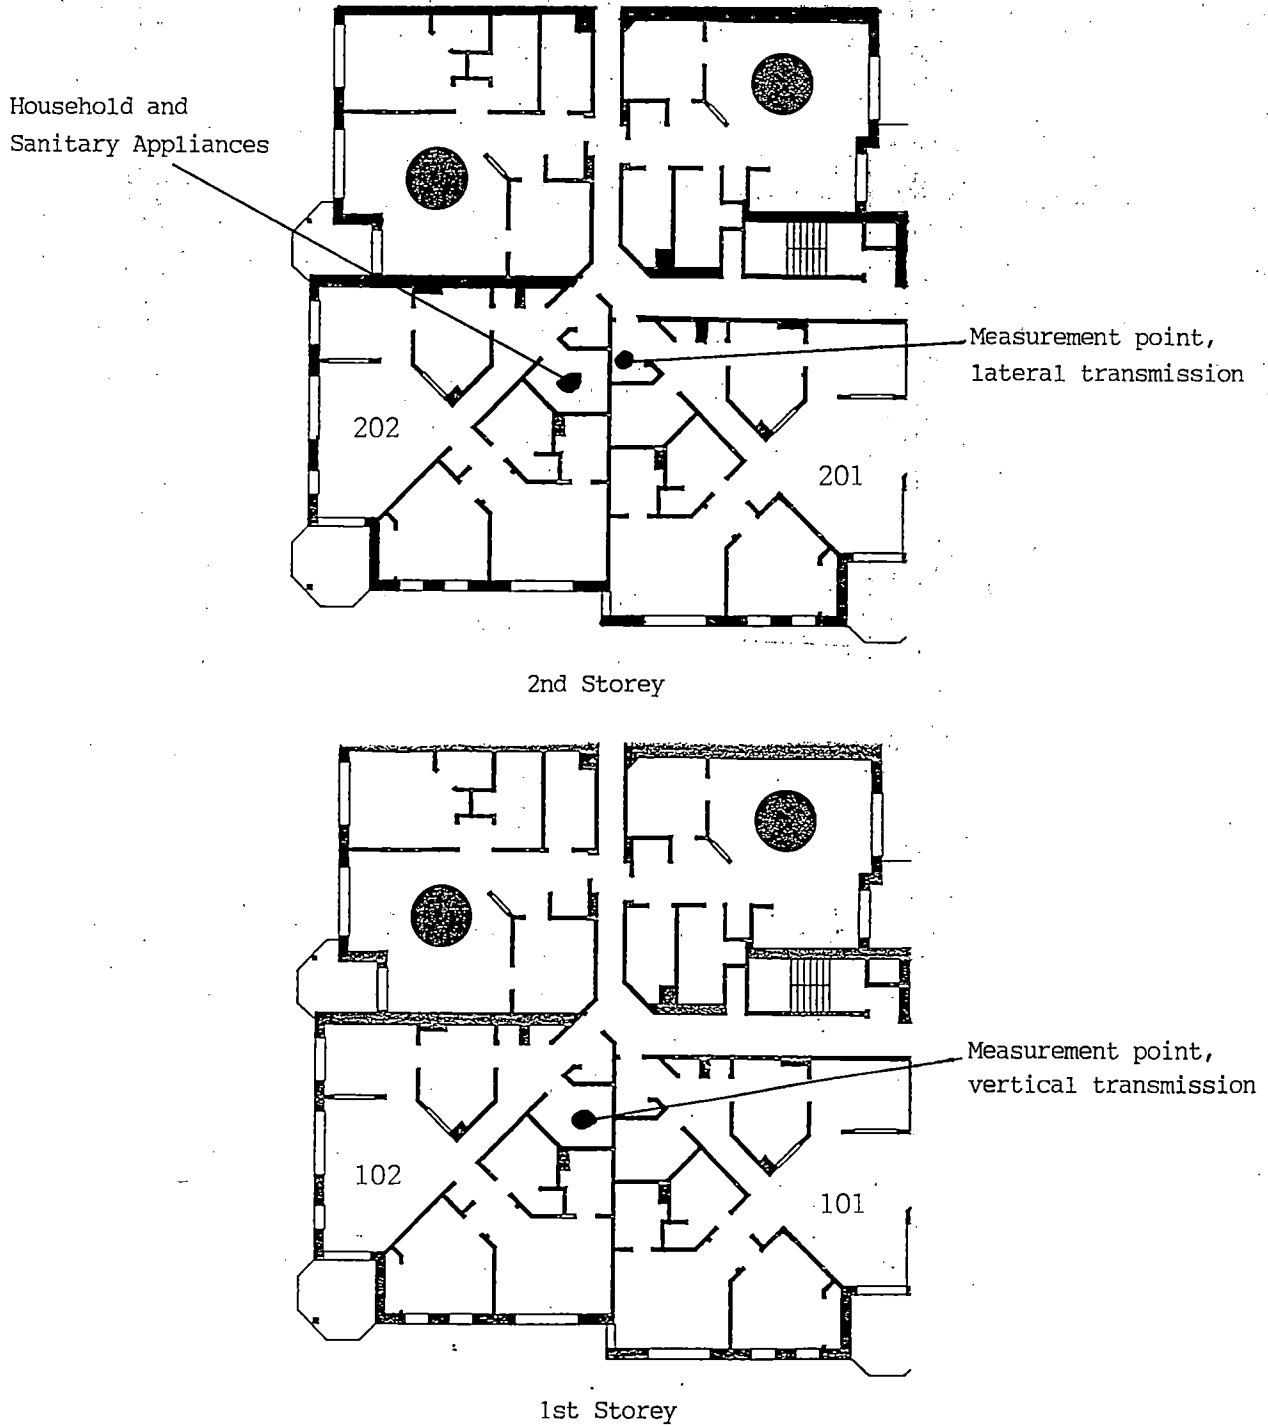 Household and
Sanitary Appliances
Measurement point,
lateral transmission
202
201
2nd Storey
Measurement point,
vertical transmission
102
101
1st Storey